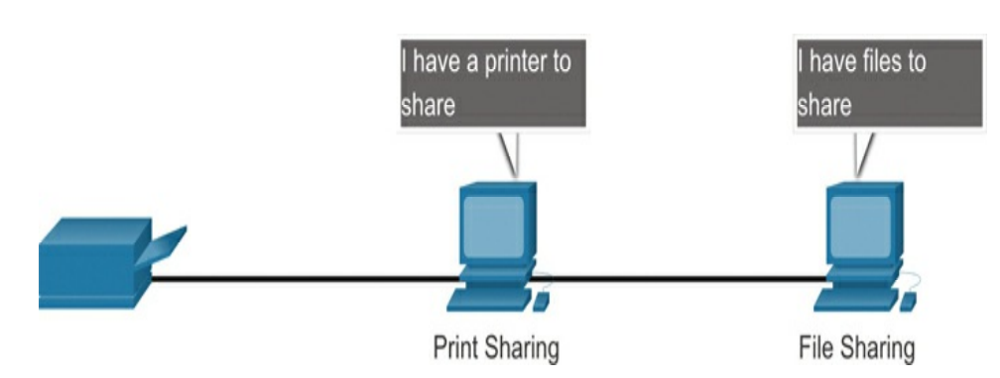 I have a printer to
share
I have files to
share
Print Sharing
File Sharing